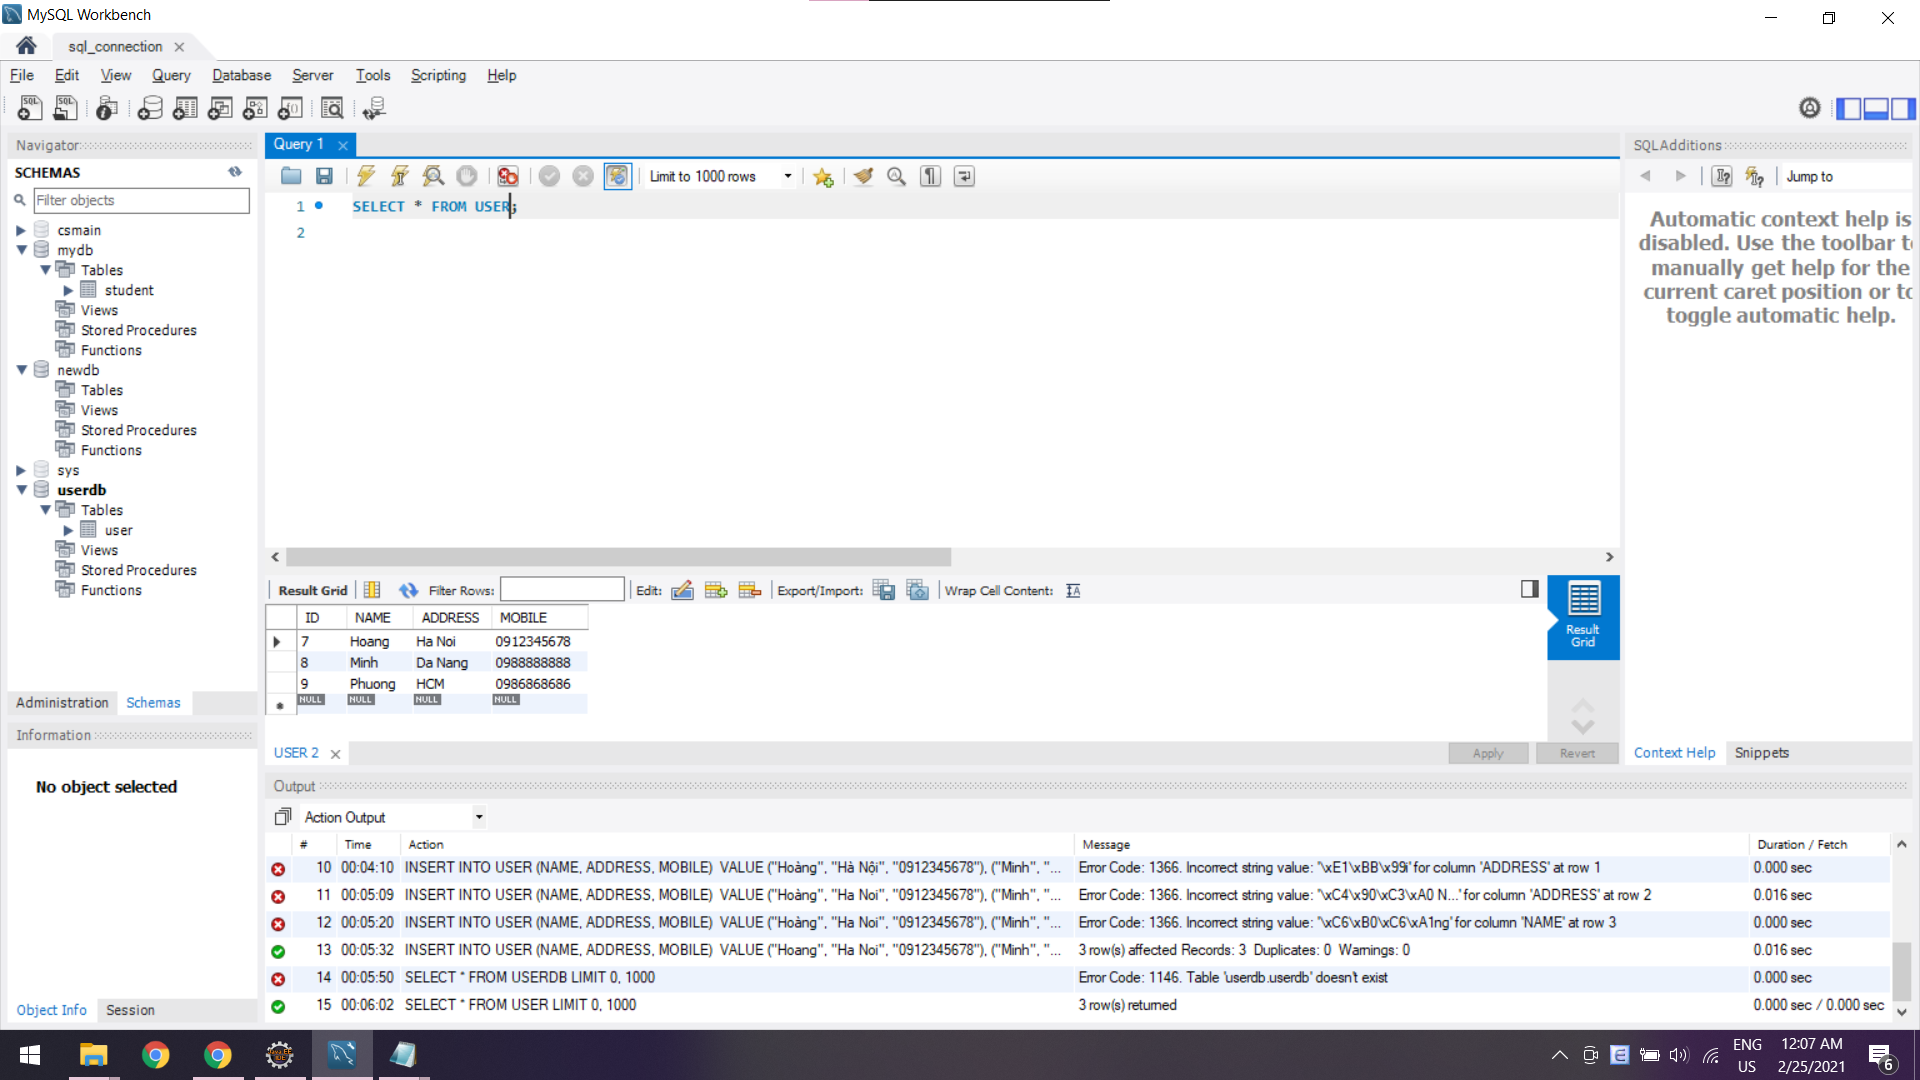 MySQL Workbench
sql_connection
File Edit View Query Database Server Tools Scripting Help
Navigator
SCHEMAS
Filter objects
csmain
mydb
Tables
student
Views
Stored Procedures
Functions
newdb
Tables
Views
Stored Procedures
Functions
sys
userdb
Tables
user
Views
Stored Procedures
Functions
Administration Schemas
Information
No object selected
Object Info Session
Query 1
Limit to 1000 rows
1 SELECT * FROM USER;
2
Result Grid Filter Rows: Edit: Export/Import: Wrap Cell Content:
ID NAME ADDRESS MOBILE
7 Hoang Ha Noi 0912345678
8 Minh Da Nang 0988888888
9 Phuong HCM 0986868686
NULL NULL NULL NULL
Result
Grid
USER 2
Apply Revert
SQLAdditions
Jump to
Automatic context help is
disabled. Use the toolbar t
manually get help for the
current caret position or to
toggle automatic help.
Context Help Snippets
Output
Action Output
# Time Action Message Duration / Fetch
10 00:04:10 INSERT INTO USER (NAME, ADDRESS, MOBILE) VALUE ("Hoàng", "Hà Nội", "0912345678"), ("Minh", "... Error Code: 1366. Incorrect string value: '\xE1\xBB\x99i' for column 'ADDRESS' at row 1 0.000 sec
11 00:05:09 INSERT INTO USER (NAME, ADDRESS, MOBILE) VALUE ("Hoàng", "Ha Noi", "0912345678"), ("Minh", "... Error Code: 1366. Incorrect string value: '\xC4\x90\xC3\xA0 N...' for column 'ADDRESS' at row 2 0.016 sec
12 00:05:20 INSERT INTO USER (NAME, ADDRESS, MOBILE) VALUE ("Hoàng", "Ha Noi", "0912345678"), ("Minh", "... Error Code: 1366. Incorrect string value: '\xC6\xB0\xC6\xA1ng' for column 'NAME' at row 3 0.000 sec
13 00:05:32 INSERT INTO USER (NAME, ADDRESS, MOBILE) VALUE ("Hoang", "Ha Noi", "0912345678"), ("Minh", "... 3 row(s) affected Records: 3 Duplicates: 0 Warnings: 0 0.016 sec
14 00:05:50 SELECT * FROM USERDB LIMIT 0, 1000 Error Code: 1146. Table 'userdb.userdb' doesn't exist 0.000 sec
15 00:06:02 SELECT * FROM USER LIMIT 0, 1000 3 row(s) returned 0.000 sec / 0.000 sec
ENG
US
12:07 AM
2/25/2021
6